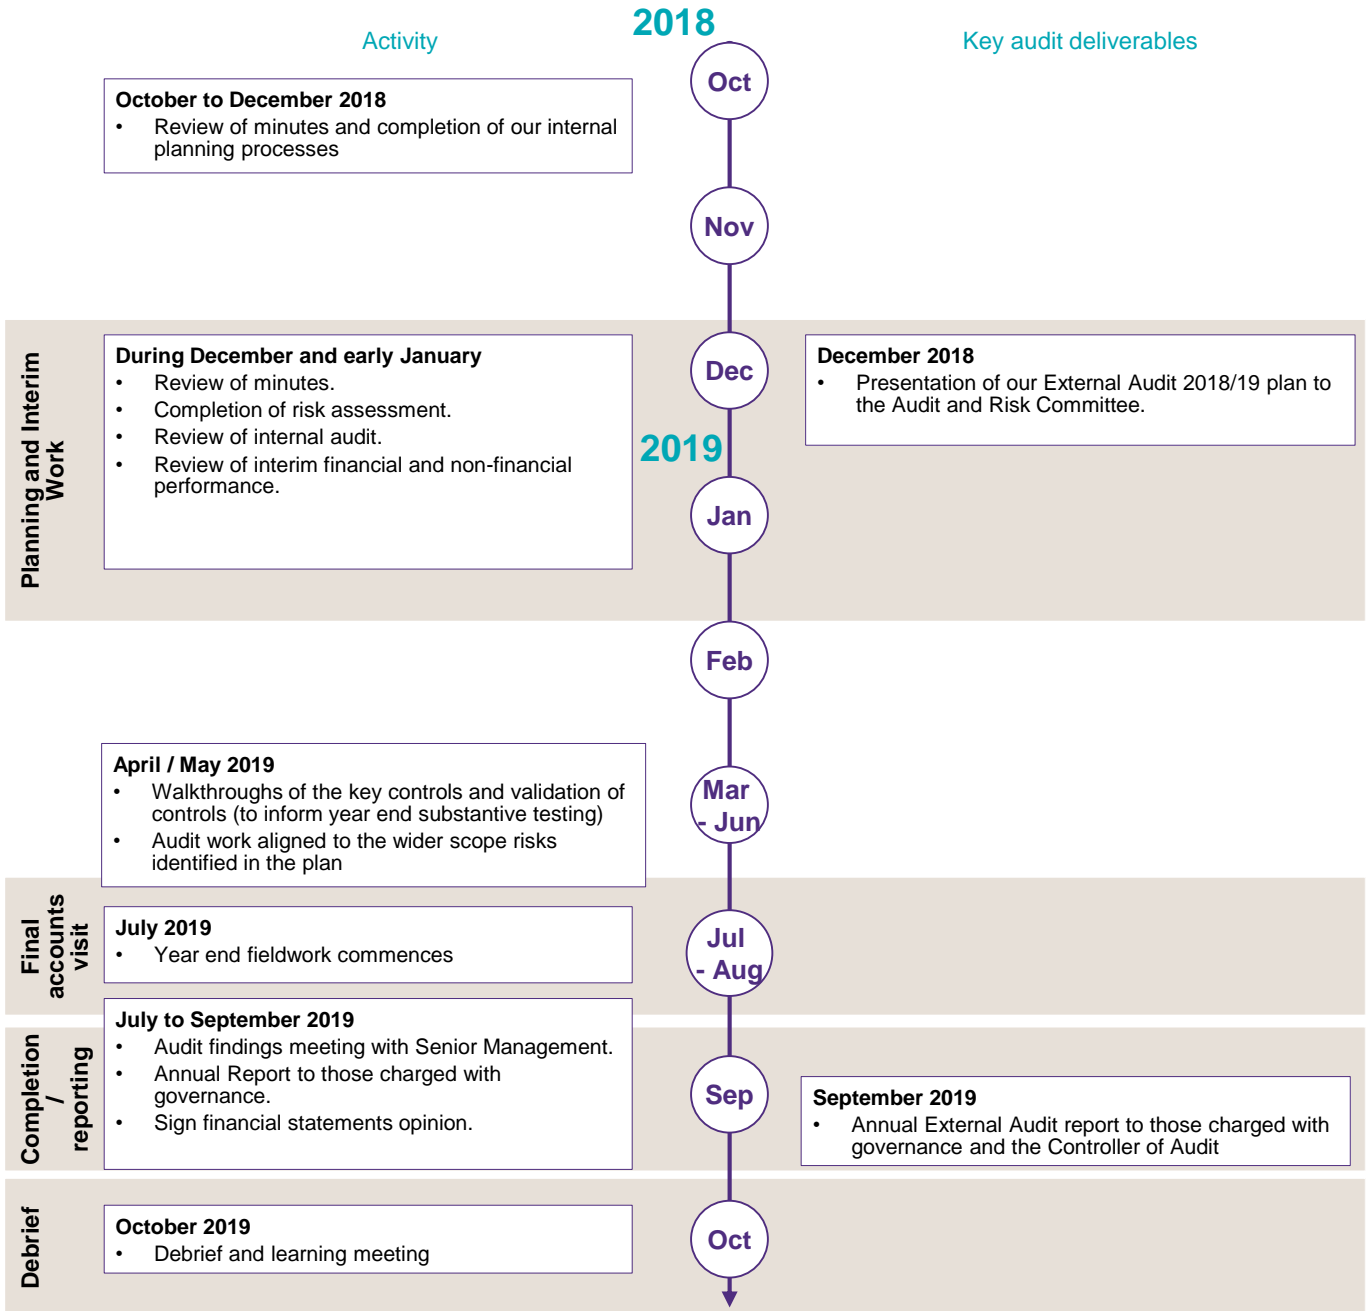 2018
Activity
Key audit deliverables
Oct
October to December 2018
• Review of minutes and completion of our internal
planning processes
Nov
Planning and Interim
Work
During December and early January
• Review of minutes.
• Completion of risk assessment.
• Review of internal audit.
• Review of interim financial and non-financial
performance.
Dec
December 2018
• Presentation of our External Audit 2018/19 plan to
the Audit and Risk Committee.
2019
Jan
Feb
April / May 2019
• Walkthroughs of the key controls and validation of
controls (to inform year end substantive testing)
• Audit work aligned to the wider scope risks
identified in the plan
Mar
- Jun
Final
accounts
visit
July 2019
• Year end fieldwork commences
Jul
- Aug
Completion
/
reporting
July to September 2019
• Audit findings meeting with Senior Management.
• Annual Report to those charged with
governance.
• Sign financial statements opinion.
Sep
September 2019
• Annual External Audit report to those charged with
governance and the Controller of Audit
Debrief
October 2019
• Debrief and learning meeting
Oct